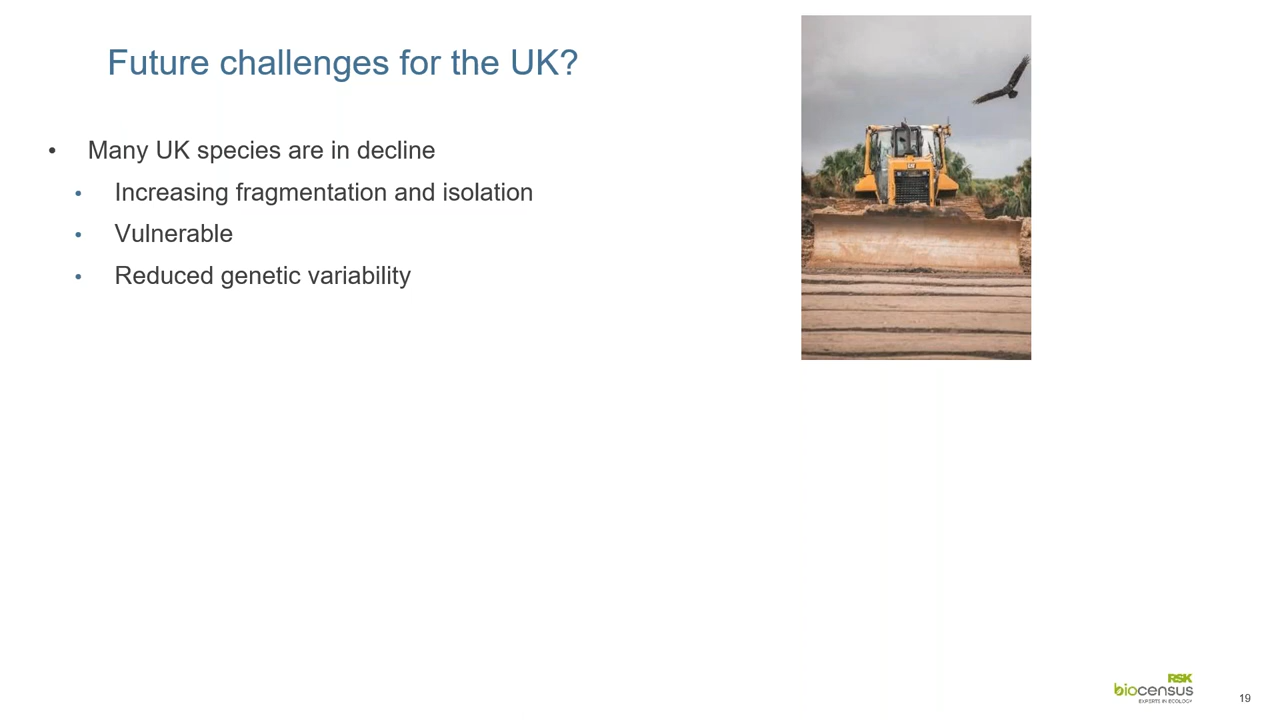 Future challenges for the UK?
• Many UK species are in decline
• Increasing fragmentation and isolation
• Vulnerable
• Reduced genetic variability
RSK
biocensus
EXPERTS IN ECOLOGY
19